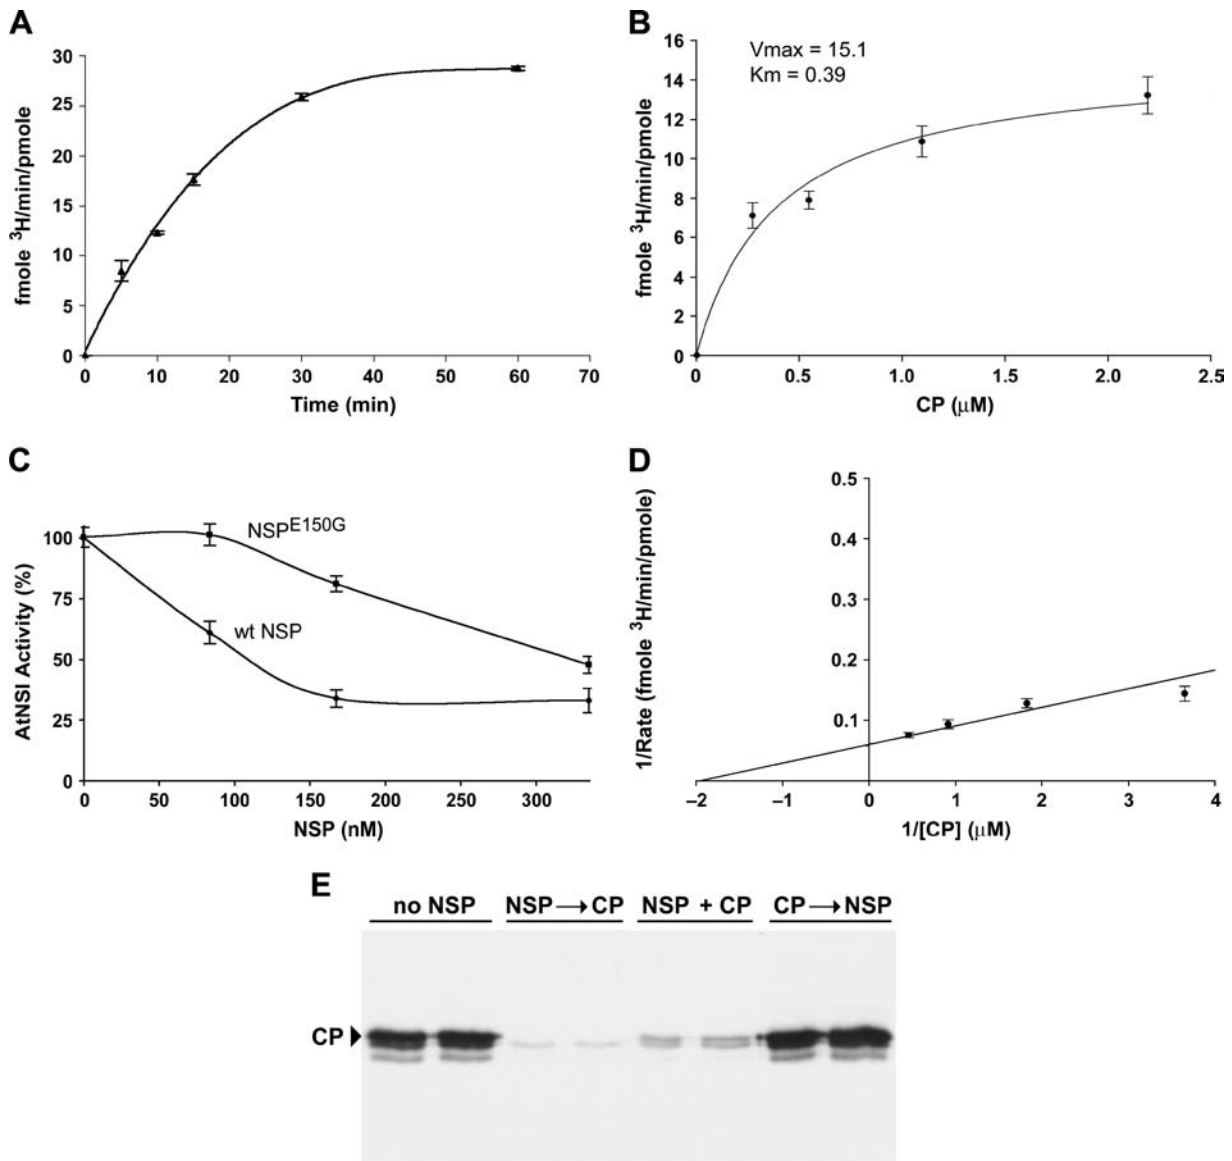 A
fmole ³H/min/pmole
30
25
20
15
10
5
0
0 10 20 30 40 50 60 70
Time (min)
B
Vmax = 15.1
Km = 0.39
fmole ³H/min/pmole
16
14
12
10
8
6
4
2
0
0 0.5 1.0 1.5 2.0 2.5
CP (μM)
C
AtNSI Activity (%)
100
75
50
25
0
NSP^E150G
wt NSP
0 50 100 150 200 250 300
NSP (nM)
D
1/Rate (fmole ³H/min/pmole)
0.5
0.4
0.3
0.2
0.1
−2 −1 0 1 2 3 4
1/[CP] (μM)
E
no NSP NSP → CP NSP + CP CP → NSP
CP